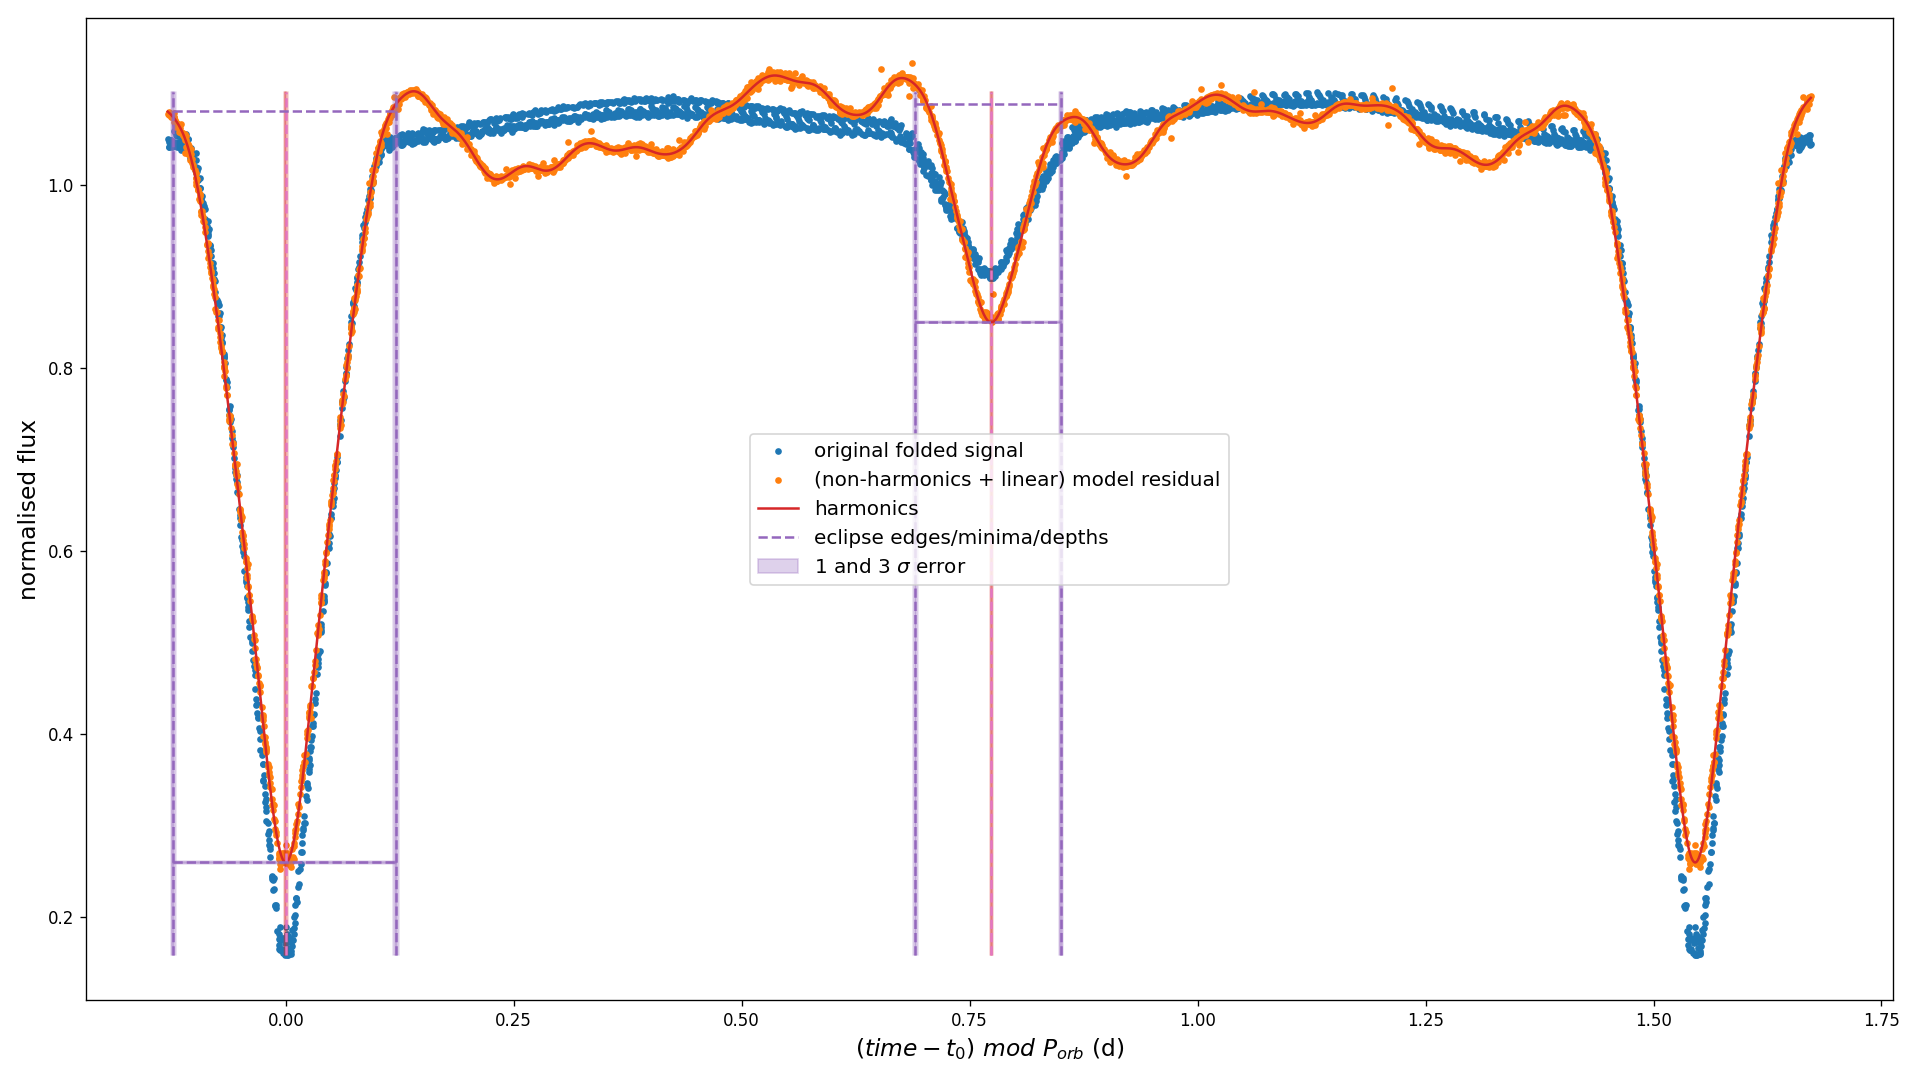 normalised flux
1.0
0.8
0.6
0.4
0.2
original folded signal
(non-harmonics + linear) model residual
harmonics
eclipse edges/minima/depths
1 and 3 σ error
0.00 0.25 0.50 0.75 1.00 1.25 1.50 1.75
(time − t₀) mod Pₒᵣb (d)